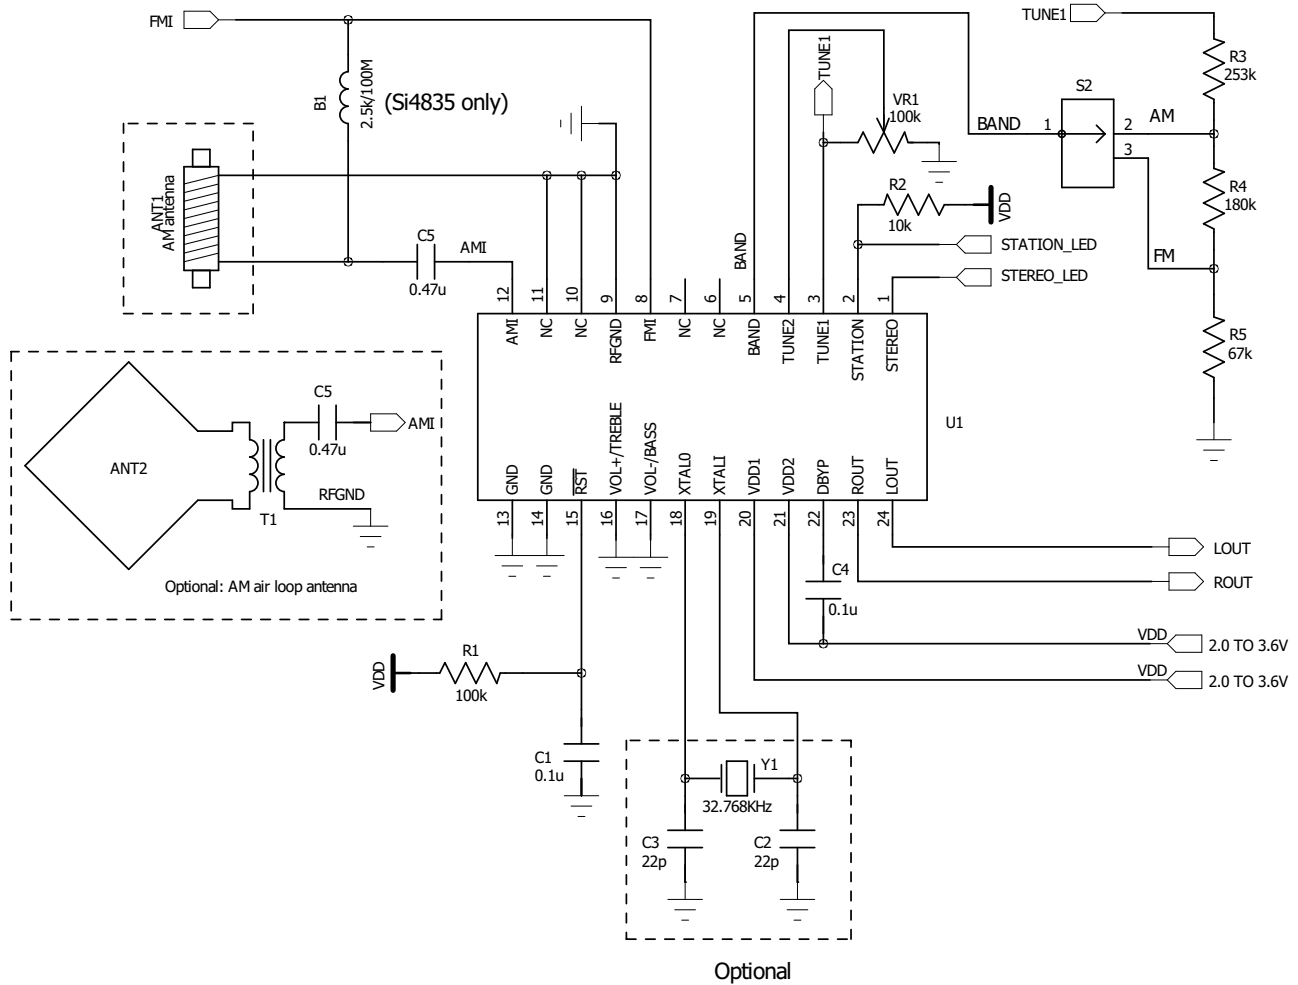 FMI
B1
2.5k/100M
(Si4835 only)
ANT1
AM antenna
C5
0.47u
AMI
TUNE1
VR1
100k
R2
10k
VDD
STATION_LED
STEREO_LED
BAND
BAND
S2
1
2
3
AM
FM
TUNE1
R3
253k
R4
180k
R5
67k
12
11
10
9
8
7
6
5
4
3
2
1
AMI
NC
NC
RFGND
FMI
NC
NC
BAND
TUNE2
TUNE1
STATION
STEREO
U1
GND
GND
RST
VOL+/TREBLE
VOL-/BASS
XTAL0
XTALI
VDD1
VDD2
DBYP
ROUT
LOUT
13
14
15
16
17
18
19
20
21
22
23
24
ANT2
T1
C5
0.47u
AMI
RFGND
Optional: AM air loop antenna
C4
0.1u
LOUT
ROUT
VDD
2.0 TO 3.6V
VDD
2.0 TO 3.6V
VDD
R1
100k
C1
0.1u
Y1
32.768KHz
C3
22p
C2
22p
Optional